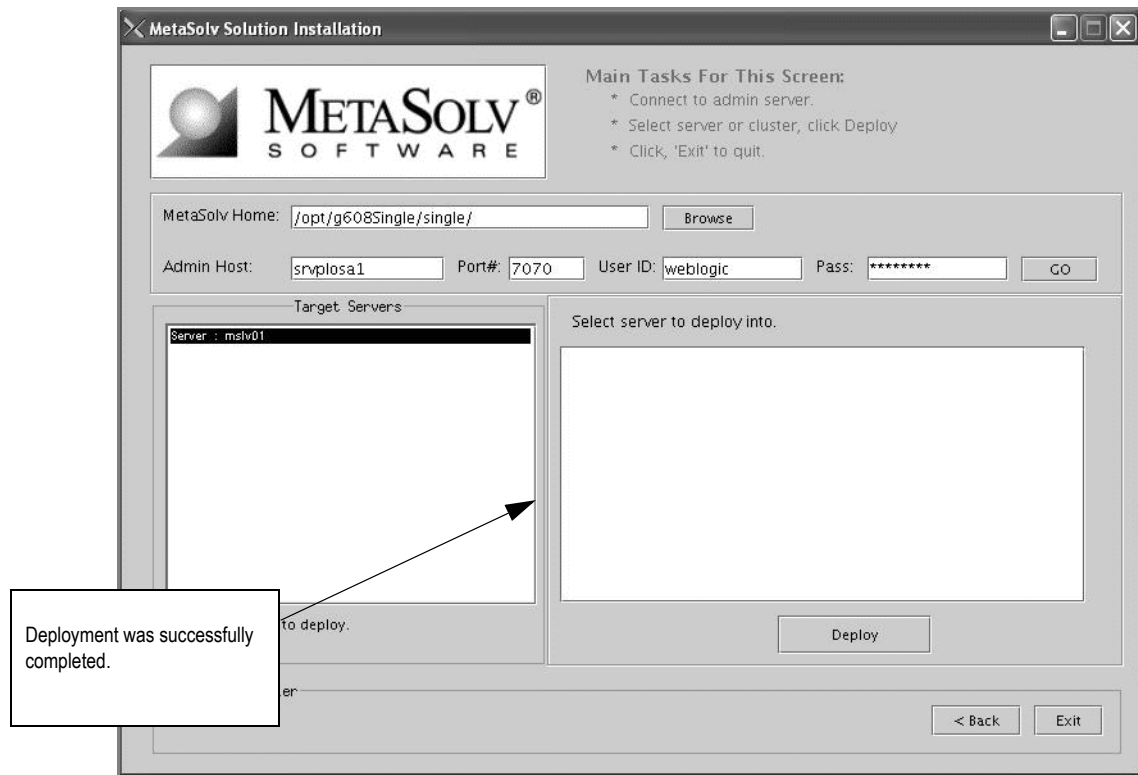 MetaSolv Solution Installation
METASOLV®
SOFTWARE
Main Tasks For This Screen:
* Connect to admin server.
* Select server or cluster, click Deploy
* Click, 'Exit' to quit.
MetaSolv Home: /opt/g608Single/single/ Browse
Admin Host: srvplosa1 Port#: 7070 User ID: weblogic Pass: ******** GO
Target Servers
Server : mslv01
Select server to deploy into.
to deploy.
Deploy
Deployment was successfully
completed.
er
< Back Exit